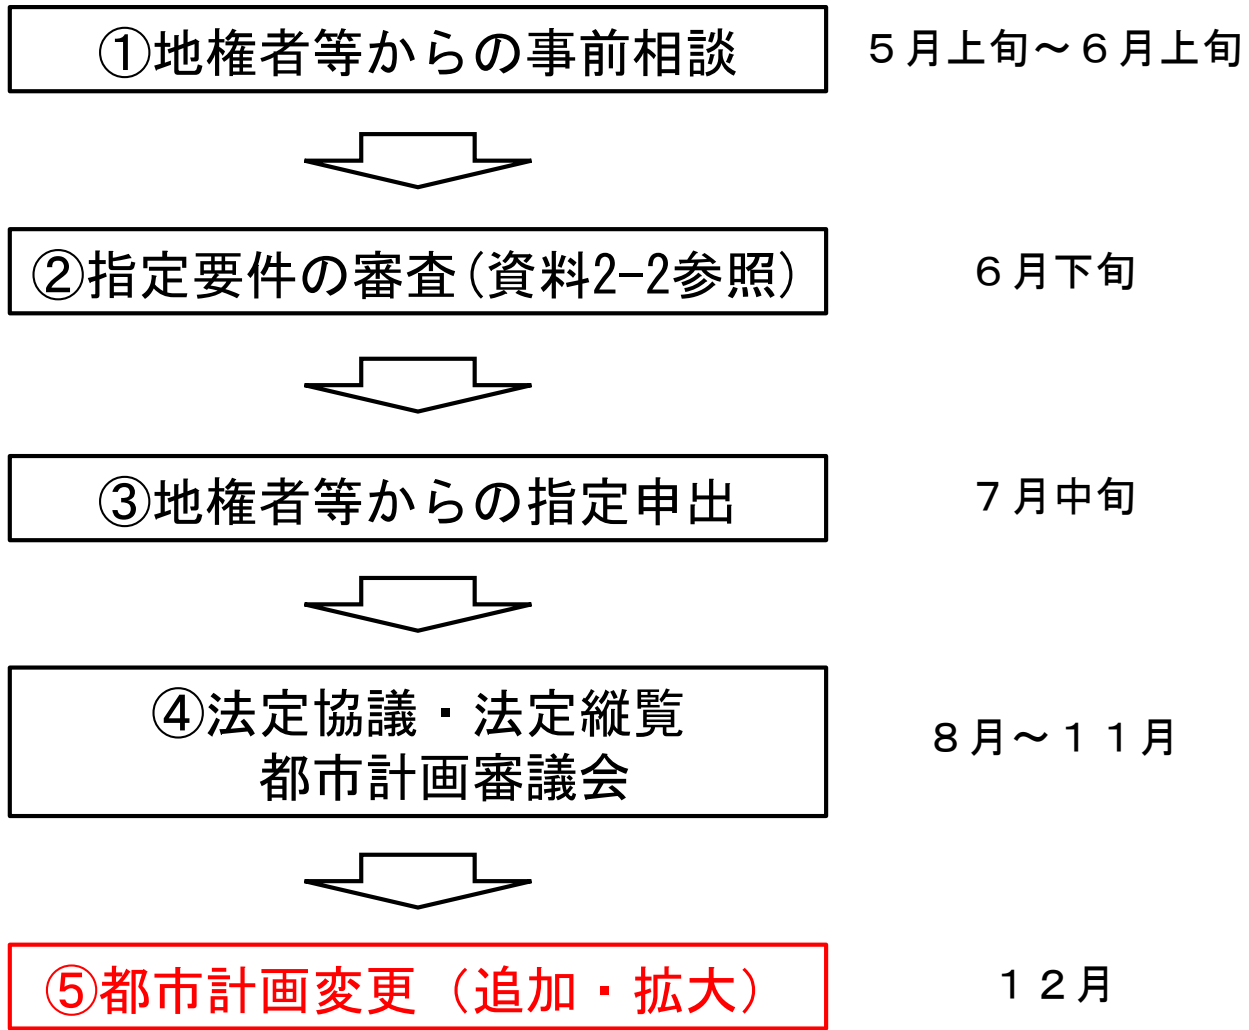 ①地権者等からの事前相談
５月上旬～６月上旬
②指定要件の審査(資料2-2参照)
６月下旬
③地権者等からの指定申出
７月中旬
④法定協議・法定縦覧
都市計画審議会
８月～１１月
⑤都市計画変更（追加・拡大）
１２月